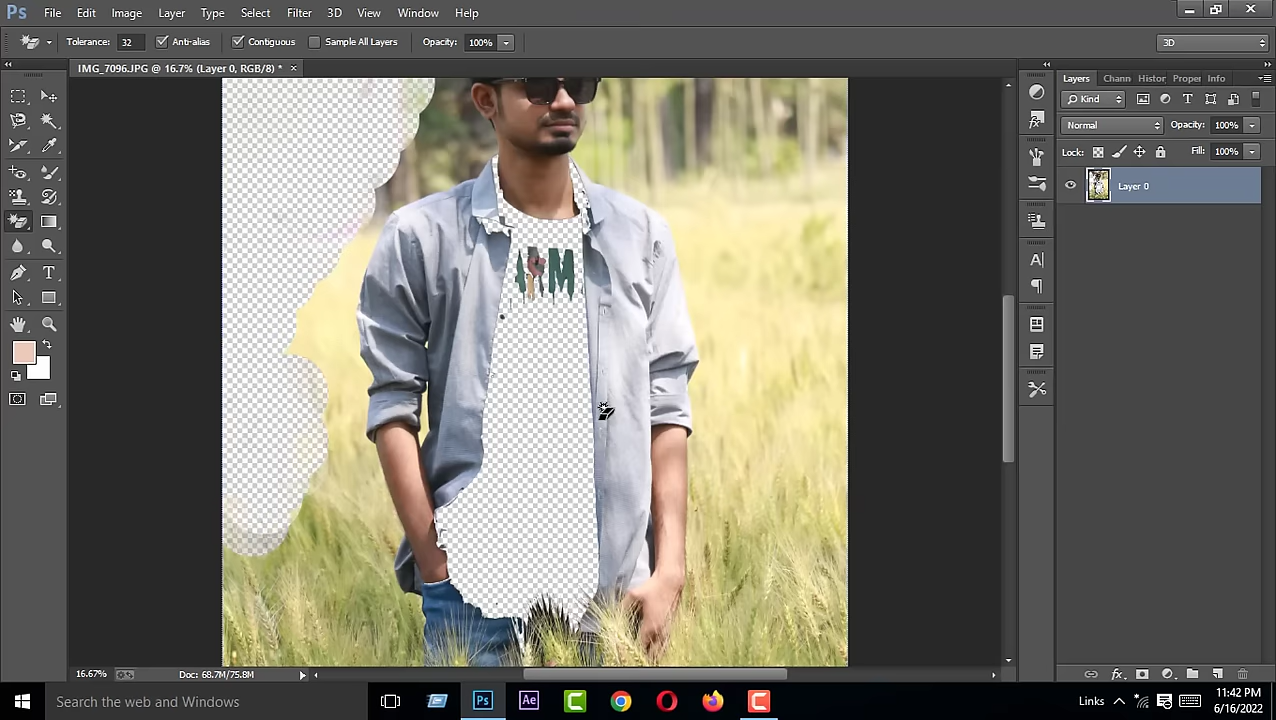 Ps File Edit Image Layer Type Select Filter 3D View Window Help
Tolerance: 32 Anti-alias Contiguous Sample All Layers Opacity: 100% 3D
IMG_7096.JPG @ 16.7% (Layer 0, RGB/8) *
Layers Chann Histor Proper Info
Kind
Normal Opacity: 100%
Lock: Fill: 100%
Layer 0
16.67% Doc: 68.7M/75.8M
Search the web and Windows
Ps Ae
Links 11:42 PM
6/16/2022